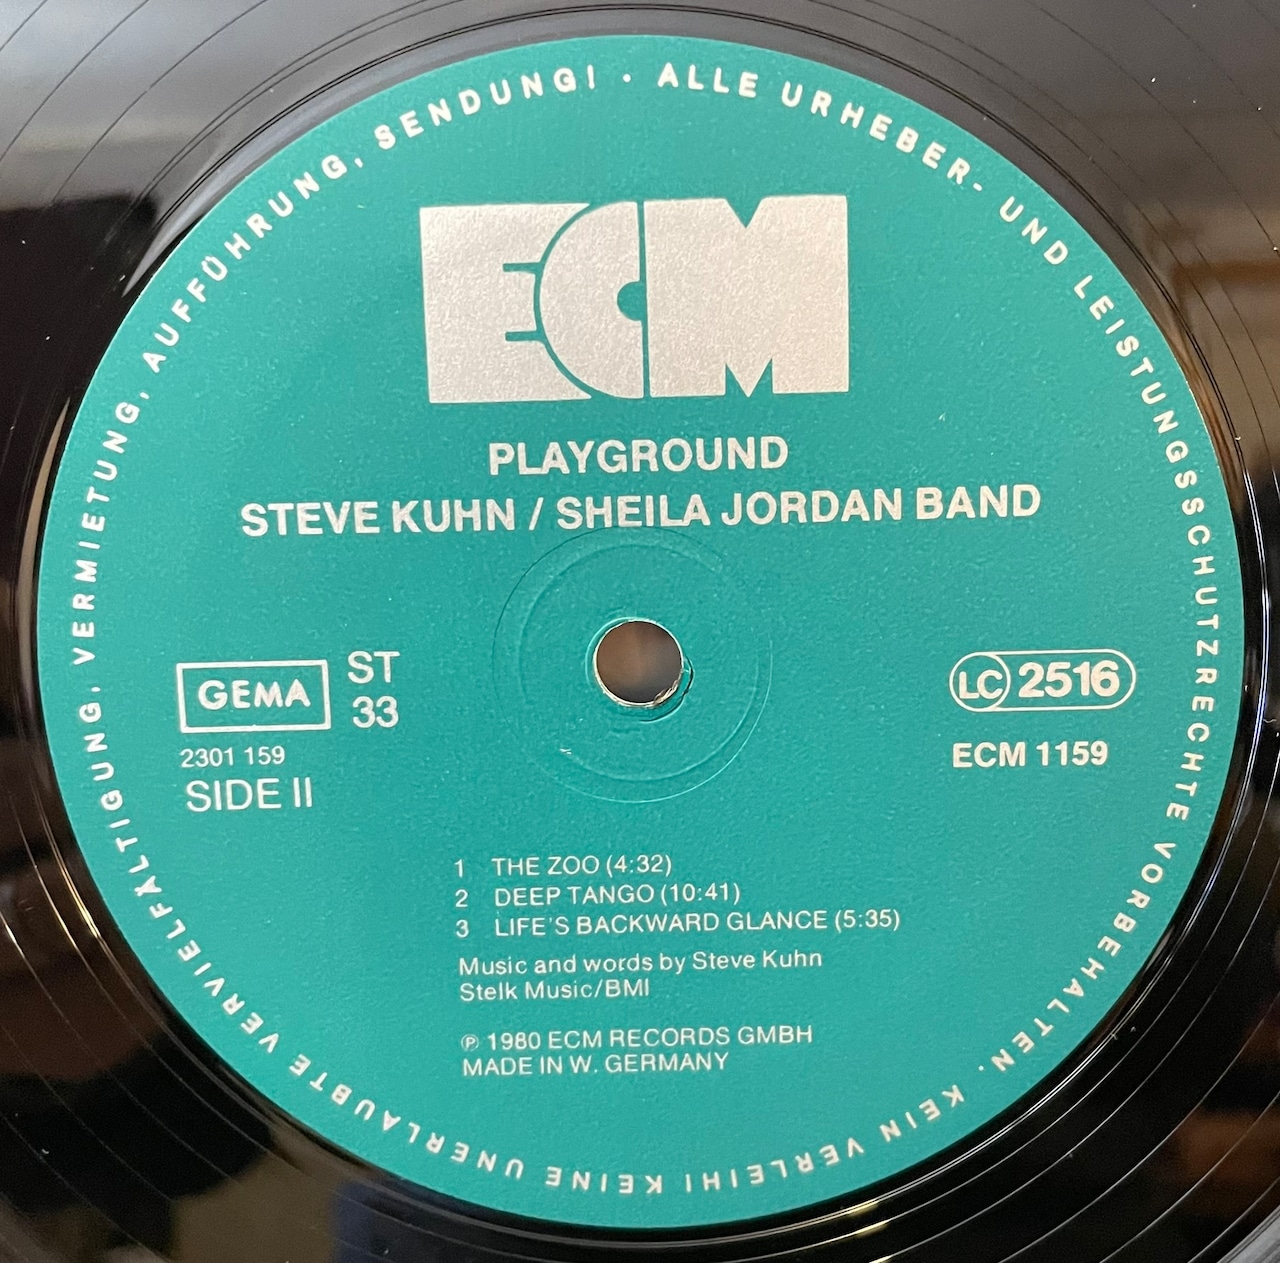 ALLE URHEBER- UND LEISTUNGSSCHUTZRECHTE VORBEHALTEN. KEIN VERLEIH! KEINE UNERLAUBTE VERVIELFÄLTIGUNG, VERMIETUNG, AUFFÜHRUNG, SENDUNG! ·
ECM
PLAYGROUND
STEVE KUHN / SHEILA JORDAN BAND
GEMA
ST
33
2301 159
SIDE II
LC 2516
ECM 1159
1 THE ZOO (4:32)
2 DEEP TANGO (10:41)
3 LIFE'S BACKWARD GLANCE (5:35)
Music and words by Steve Kuhn
Stelk Music/BMI
℗ 1980 ECM RECORDS GMBH
MADE IN W. GERMANY